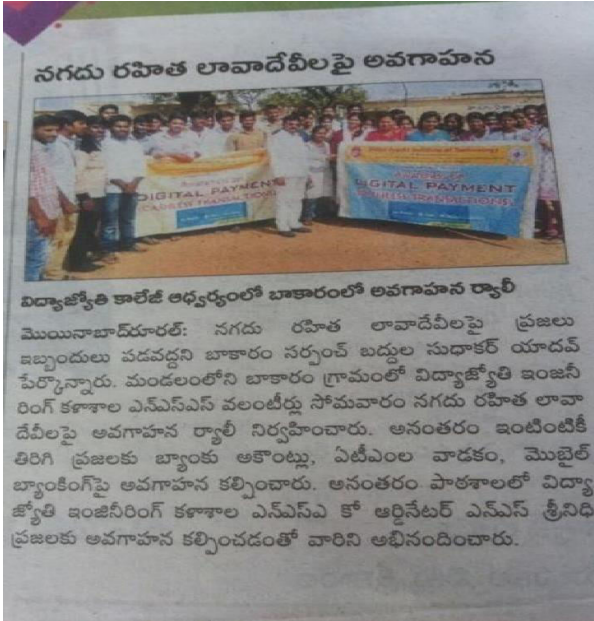 నగదు రహిత లావాదేవీలపై అవగాహన
DIGITAL PAYMENT
DIGITAL PAYMENT
విద్యాజ్యోతి కాలేజీ ఆధ్వర్యంలో బాకారంలో అవగాహన ర్యాలీ
మొయినాబాద్‌రూరల్: నగదు రహిత లావాదేవీలపై ప్రజలు
ఇబ్బందులు పడవద్దని బాకారం సర్పంచ్ బద్దుల సుధాకర్ యాదవ్
పేర్కొన్నారు. మండలంలోని బాకారం గ్రామంలో విద్యాజ్యోతి ఇంజనీ
రింగ్ కళాశాల ఎన్ఎస్ఎస్ వలంటీర్లు సోమవారం నగదు రహిత లావా
దేవీలపై అవగాహన ర్యాలీ నిర్వహించారు. అనంతరం ఇంటింటికీ
తిరిగి ప్రజలకు బ్యాంకు అకౌంట్లు, ఏటీఎంల వాడకం, మొబైల్
బ్యాంకింగ్‌పై అవగాహన కల్పించారు. అనంతరం పాఠశాలలో విద్యా
జ్యోతి ఇంజినీరింగ్ కళాశాల ఎన్ఎస్ఎ కో ఆర్డినేటర్ ఎన్ఎస్ శ్రీనిధి
ప్రజలకు అవగాహన కల్పించడంతో వారిని అభినందించారు.